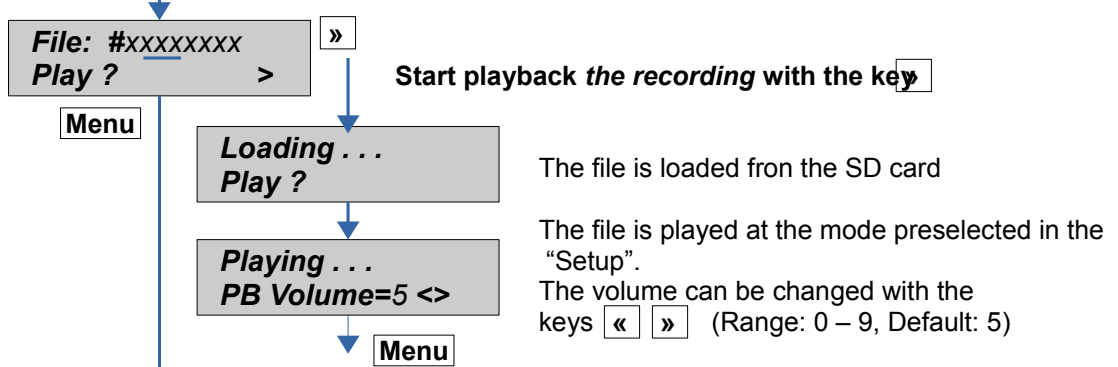 File: #xxxxxxxx
Play ? >
»
Start playback the recording with the key »
Menu
Loading . . .
Play ?
The file is loaded fron the SD card
Playing . . .
PB Volume=5 <>
The file is played at the mode preselected in the
“Setup”.
The volume can be changed with the
keys « » (Range: 0 – 9, Default: 5)
Menu